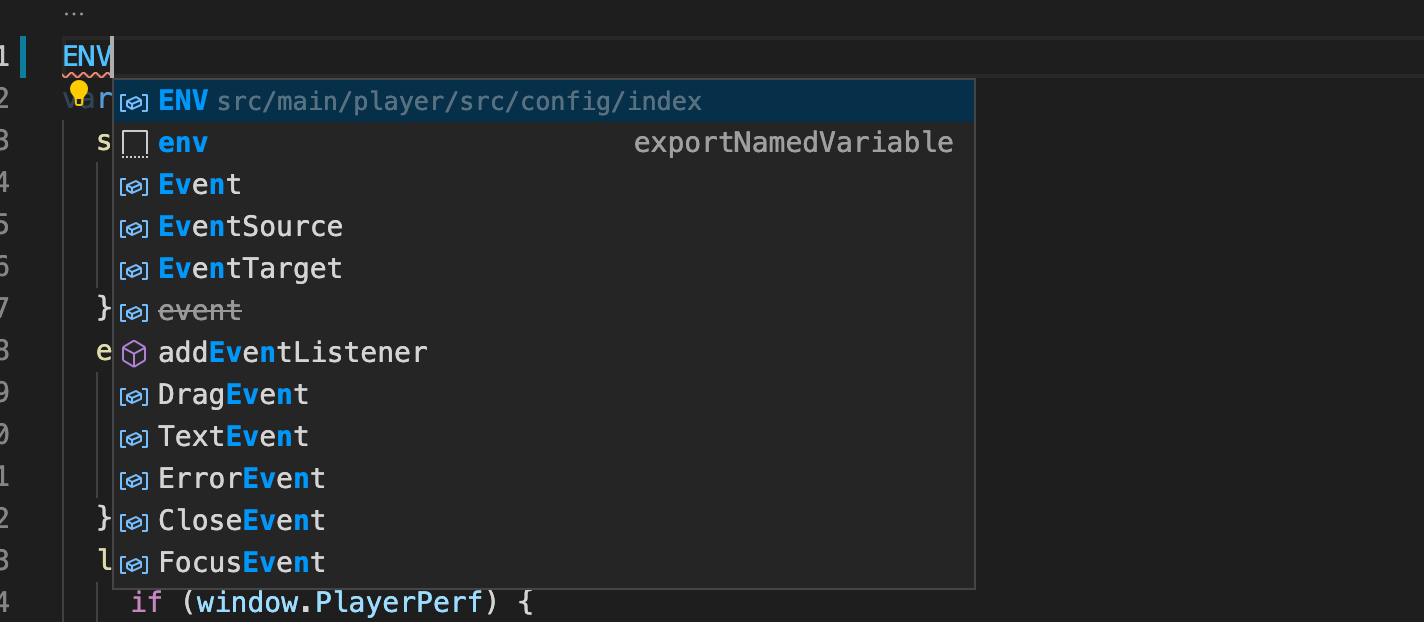 ...
1 ENV
2 var
ENV src/main/player/src/config/index
3 s
env exportNamedVariable
4
Event
5
EventSource
6
EventTarget
7 }
event
8 e
addEventListener
9
DragEvent
0
TextEvent
1
ErrorEvent
2 }
CloseEvent
3 l
FocusEvent
4 if (window.PlayerPerf) {